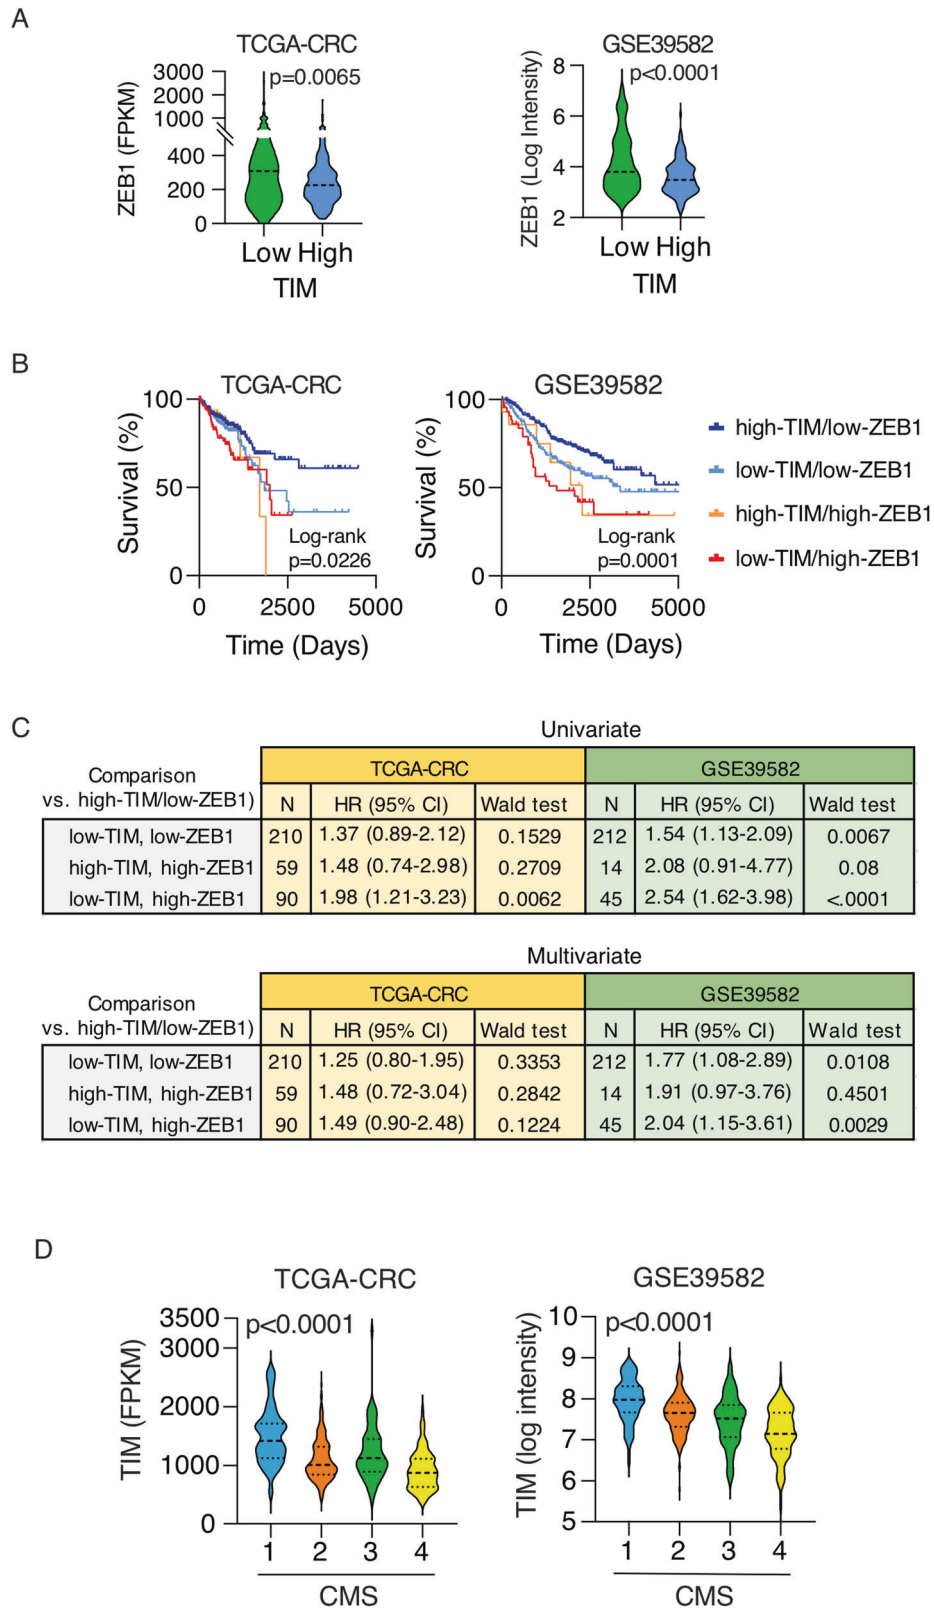 A
TCGA-CRC
GSE39582
p=0.0065
p<0.0001
ZEB1 (FPKM)
3000
2000
1000
400
200
0
Low High
TIM
ZEB1 (Log Intensity)
8
6
4
2
Low High
TIM
B
TCGA-CRC
GSE39582
Survival (%)
100
50
0
Log-rank
p=0.0226
0 2500 5000
Time (Days)
Survival (%)
100
50
0
Log-rank
p=0.0001
0 2500 5000
Time (Days)
high-TIM/low-ZEB1
low-TIM/low-ZEB1
high-TIM/high-ZEB1
low-TIM/high-ZEB1
C
Univariate
Comparison
vs. high-TIM/low-ZEB1)
TCGA-CRC GSE39582
N HR (95% CI) Wald test N HR (95% CI) Wald test
low-TIM, low-ZEB1 210 1.37 (0.89-2.12) 0.1529 212 1.54 (1.13-2.09) 0.0067
high-TIM, high-ZEB1 59 1.48 (0.74-2.98) 0.2709 14 2.08 (0.91-4.77) 0.08
low-TIM, high-ZEB1 90 1.98 (1.21-3.23) 0.0062 45 2.54 (1.62-3.98) <.0001
Multivariate
Comparison
vs. high-TIM/low-ZEB1)
TCGA-CRC GSE39582
N HR (95% CI) Wald test N HR (95% CI) Wald test
low-TIM, low-ZEB1 210 1.25 (0.80-1.95) 0.3353 212 1.77 (1.08-2.89) 0.0108
high-TIM, high-ZEB1 59 1.48 (0.72-3.04) 0.2842 14 1.91 (0.97-3.76) 0.4501
low-TIM, high-ZEB1 90 1.49 (0.90-2.48) 0.1224 45 2.04 (1.15-3.61) 0.0029
D
TCGA-CRC
GSE39582
p<0.0001
p<0.0001
TIM (FPKM)
3500
3000
2000
1000
0
1 2 3 4
CMS
TIM (log intensity)
10
9
8
7
6
5
1 2 3 4
CMS